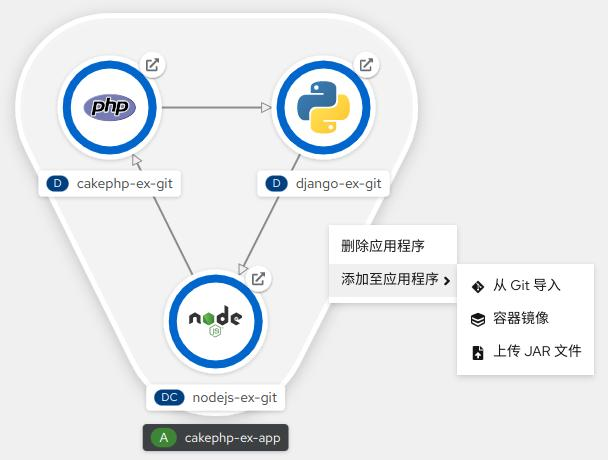 php
D cakephp-ex-git
D django-ex-git
删除应用程序
添加至应用程序
从 Git 导入
容器镜像
上传 JAR 文件
node
JS
DC nodejs-ex-git
A cakephp-ex-app